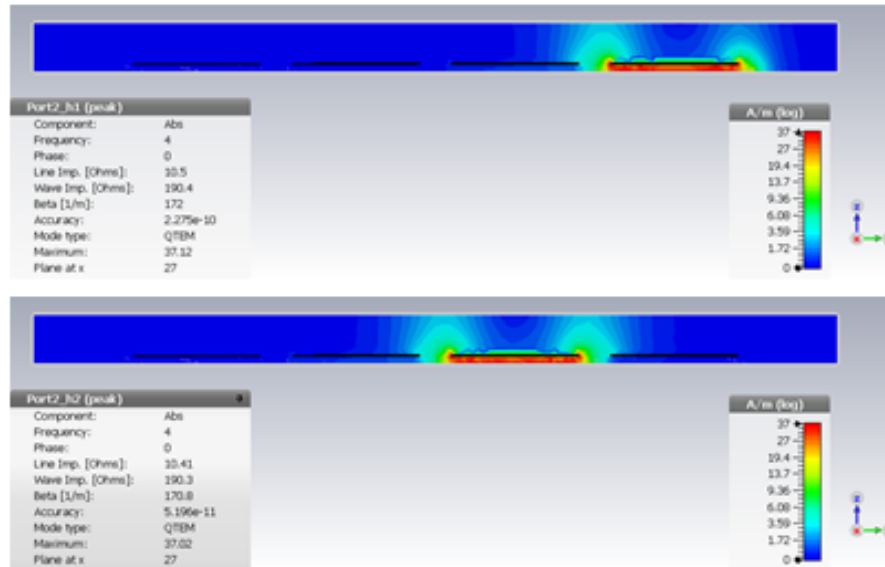 Port2_h1 (peak)
Component: Abs
Frequency: 4
Phase: 0
Line Imp. [Ohms]: 10.5
Wave Imp. [Ohms]: 190.4
Beta [1/m]: 172
Accuracy: 2.275e-10
Mode type: QTEM
Maximum: 37.12
Plane at x 27
A/m (log)
37
27
19.4
13.7
9.36
6.08
3.59
1.72
0
Port2_h2 (peak)
Component: Abs
Frequency: 4
Phase: 0
Line Imp. [Ohms]: 10.41
Wave Imp. [Ohms]: 190.3
Beta [1/m]: 170.8
Accuracy: 5.196e-11
Mode type: QTEM
Maximum: 37.02
Plane at x 27
A/m (log)
37
27
19.4
13.7
9.36
6.08
3.59
1.72
0